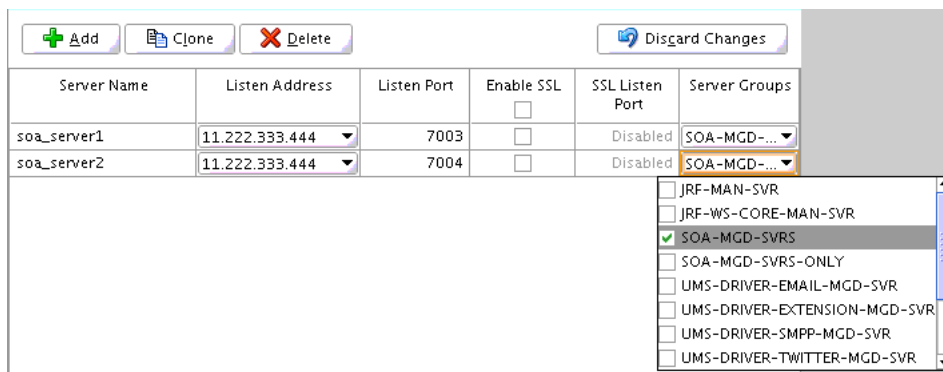 Add Clone Delete Discard Changes
Server Name Listen Address Listen Port Enable SSL SSL Listen Port Server Groups
soa_server1 11.222.333.444 7003 Disabled SOA-MGD-...
soa_server2 11.222.333.444 7004 Disabled SOA-MGD-...
JRF-MAN-SVR
JRF-WS-CORE-MAN-SVR
SOA-MGD-SVRS
SOA-MGD-SVRS-ONLY
UMS-DRIVER-EMAIL-MGD-SVR
UMS-DRIVER-EXTENSION-MGD-SVR
UMS-DRIVER-SMPP-MGD-SVR
UMS-DRIVER-TWITTER-MGD-SVR